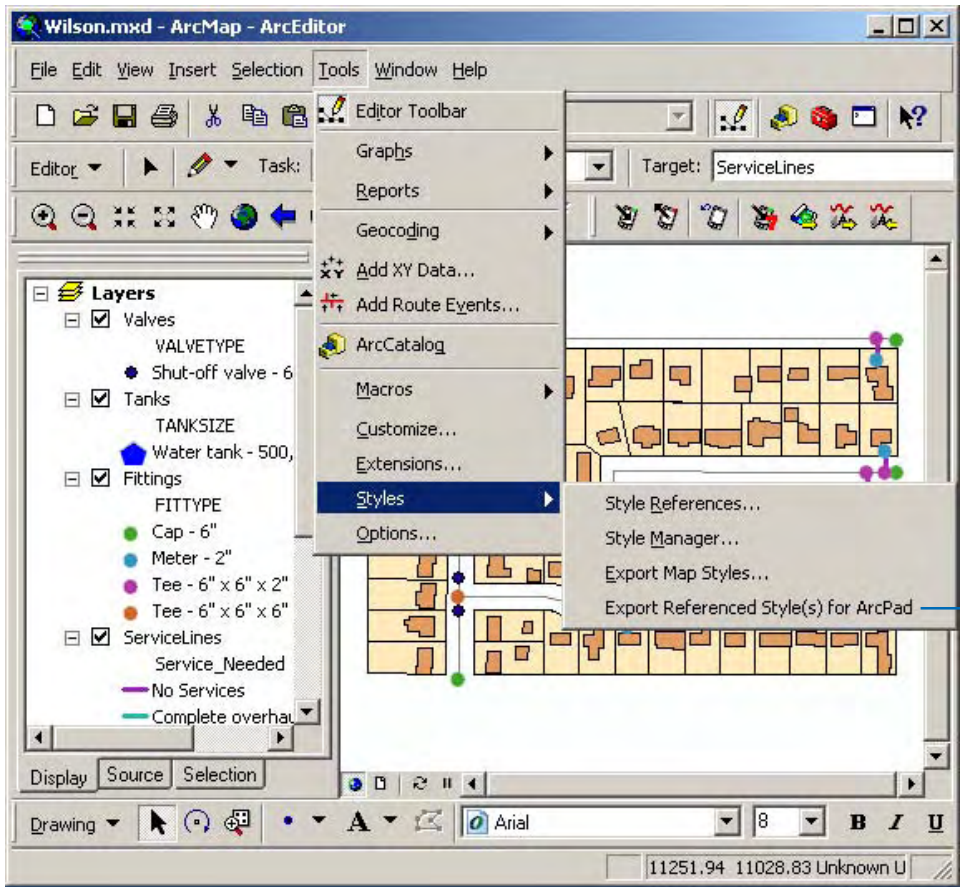 Wilson.mxd - ArcMap - ArcEditor
File Edit View Insert Selection Tools Window Help
Editor Toolbar
Graphs
Reports
Geocoding
Add XY Data...
Add Route Events...
ArcCatalog
Macros
Customize...
Extensions...
Styles
Options...
Style References...
Style Manager...
Export Map Styles...
Export Referenced Style(s) for ArcPad
Editor Task: Target: ServiceLines
Layers
Valves
VALVETYPE
Shut-off valve - 6
Tanks
TANKSIZE
Water tank - 500,
Fittings
FITTYPE
Cap - 6"
Meter - 2"
Tee - 6" x 6" x 2"
Tee - 6" x 6" x 6"
ServiceLines
Service_Needed
No Services
Complete overhau
Display Source Selection
Drawing A Arial 8 B I U
11251.94 11028.83 Unknown U